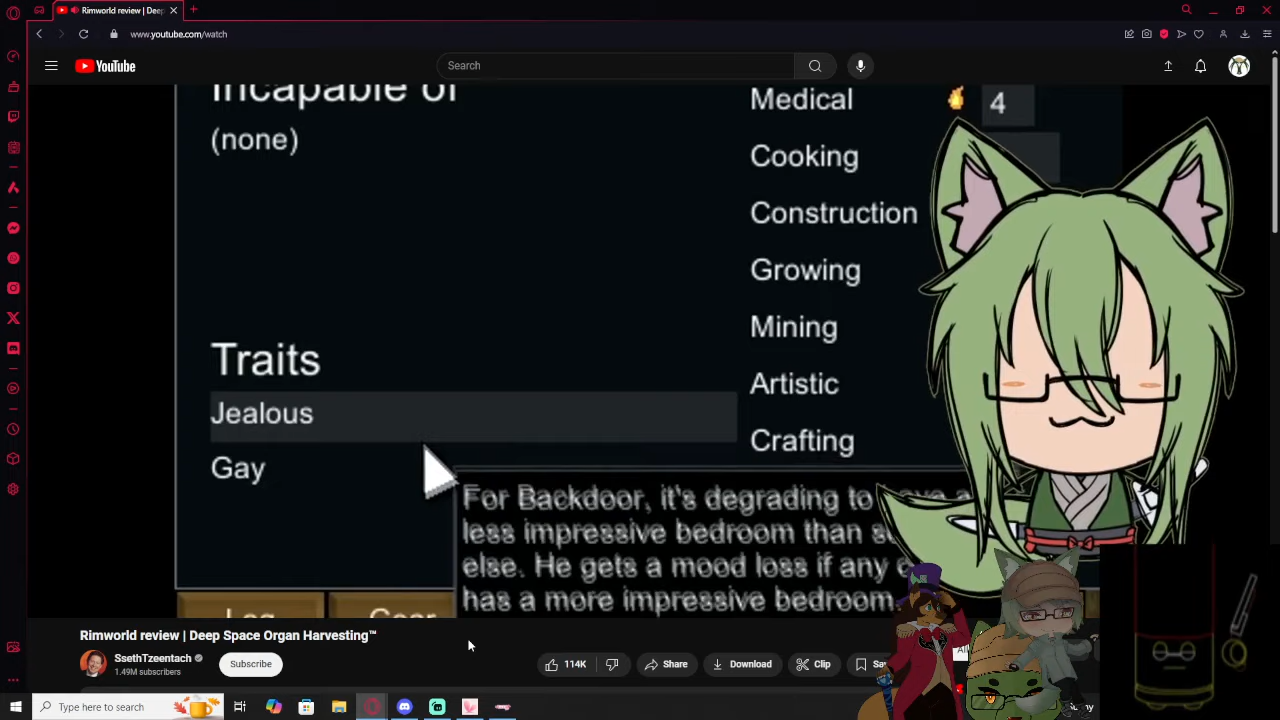 Rimworld review | Deep
www.youtube.com/watch
YouTube
Search
Incapable of
(none)
Medical 4
Cooking
Construction
Growing
Mining
Artistic
Crafting
Traits
Jealous
Gay
For Backdoor, it's degrading to
less impressive bedroom than
else. He gets a mood loss if any
has a more impressive bedroom.
Log Gear
Rimworld review | Deep Space Organ Harvesting™
SsethTzeentach
1.49M subscribers
Subscribe
114K
Share
Download
Clip
Type here to search